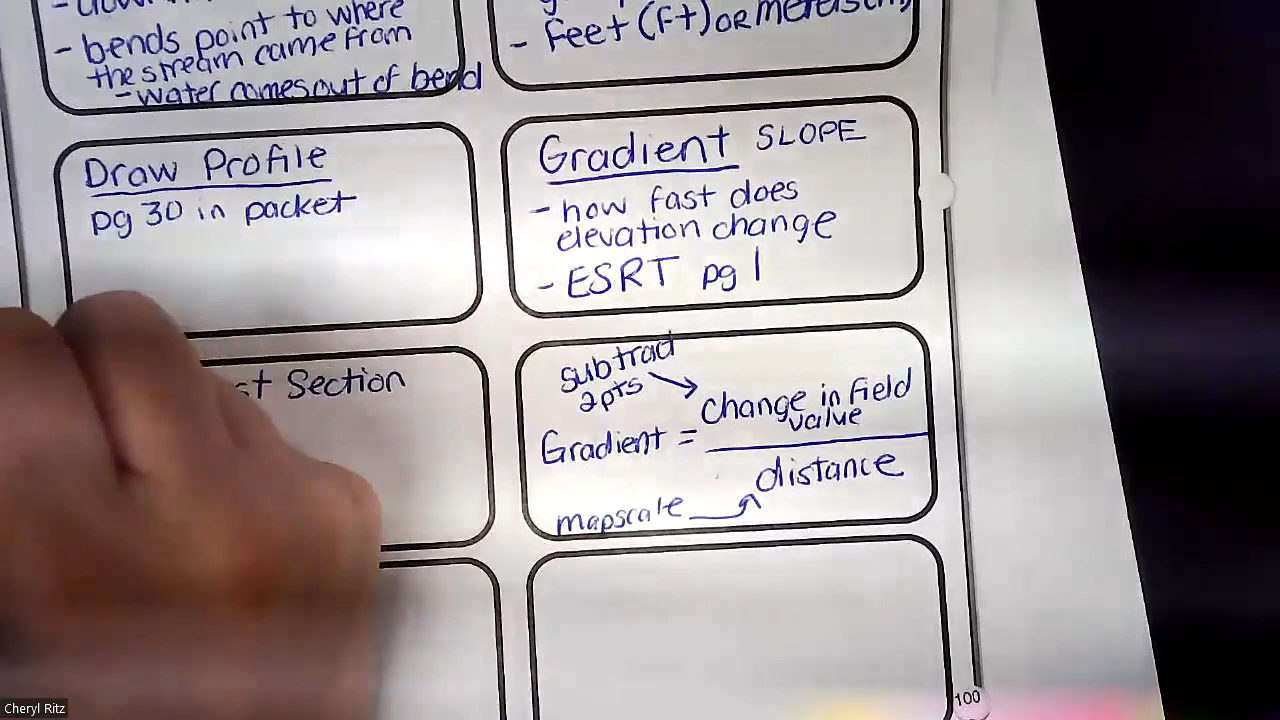 - bends point to where
the stream came from
- water comes out of bend
- Feet (Ft) OR
Draw Profile
pg 30 in packet
Gradient SLOPE
- how fast does
elevation change
- ESRT pg 1
st Section
subtract
2pts
Change in Field
value
Gradient =
distance
mapscale
100
Cheryl Ritz